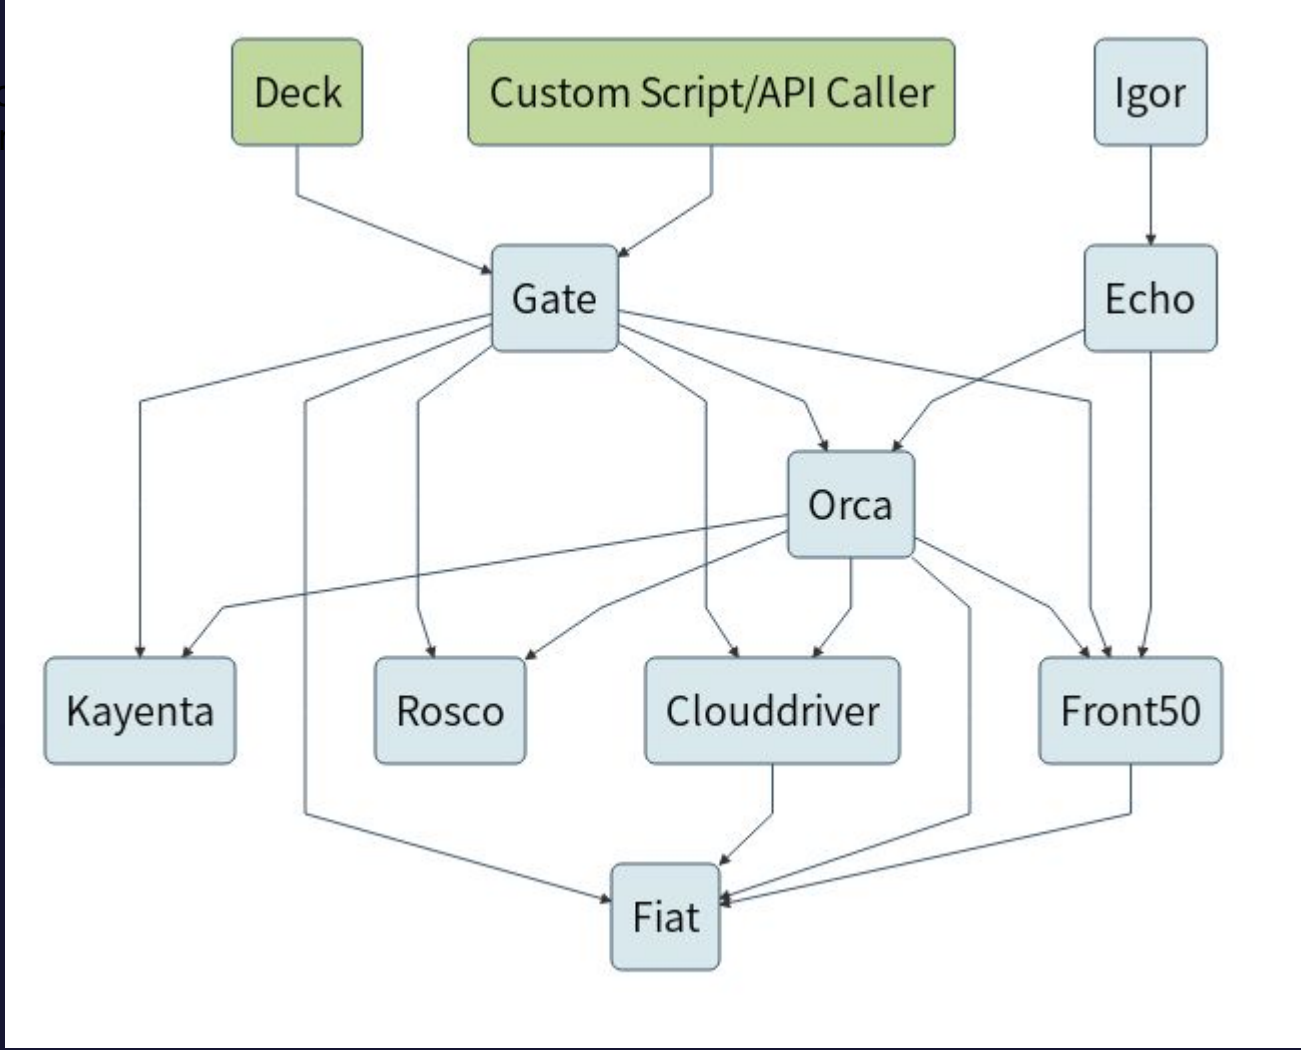 Deck
Custom Script/API Caller
Igor
Gate
Echo
Orca
Kayenta
Rosco
Clouddriver
Front50
Fiat